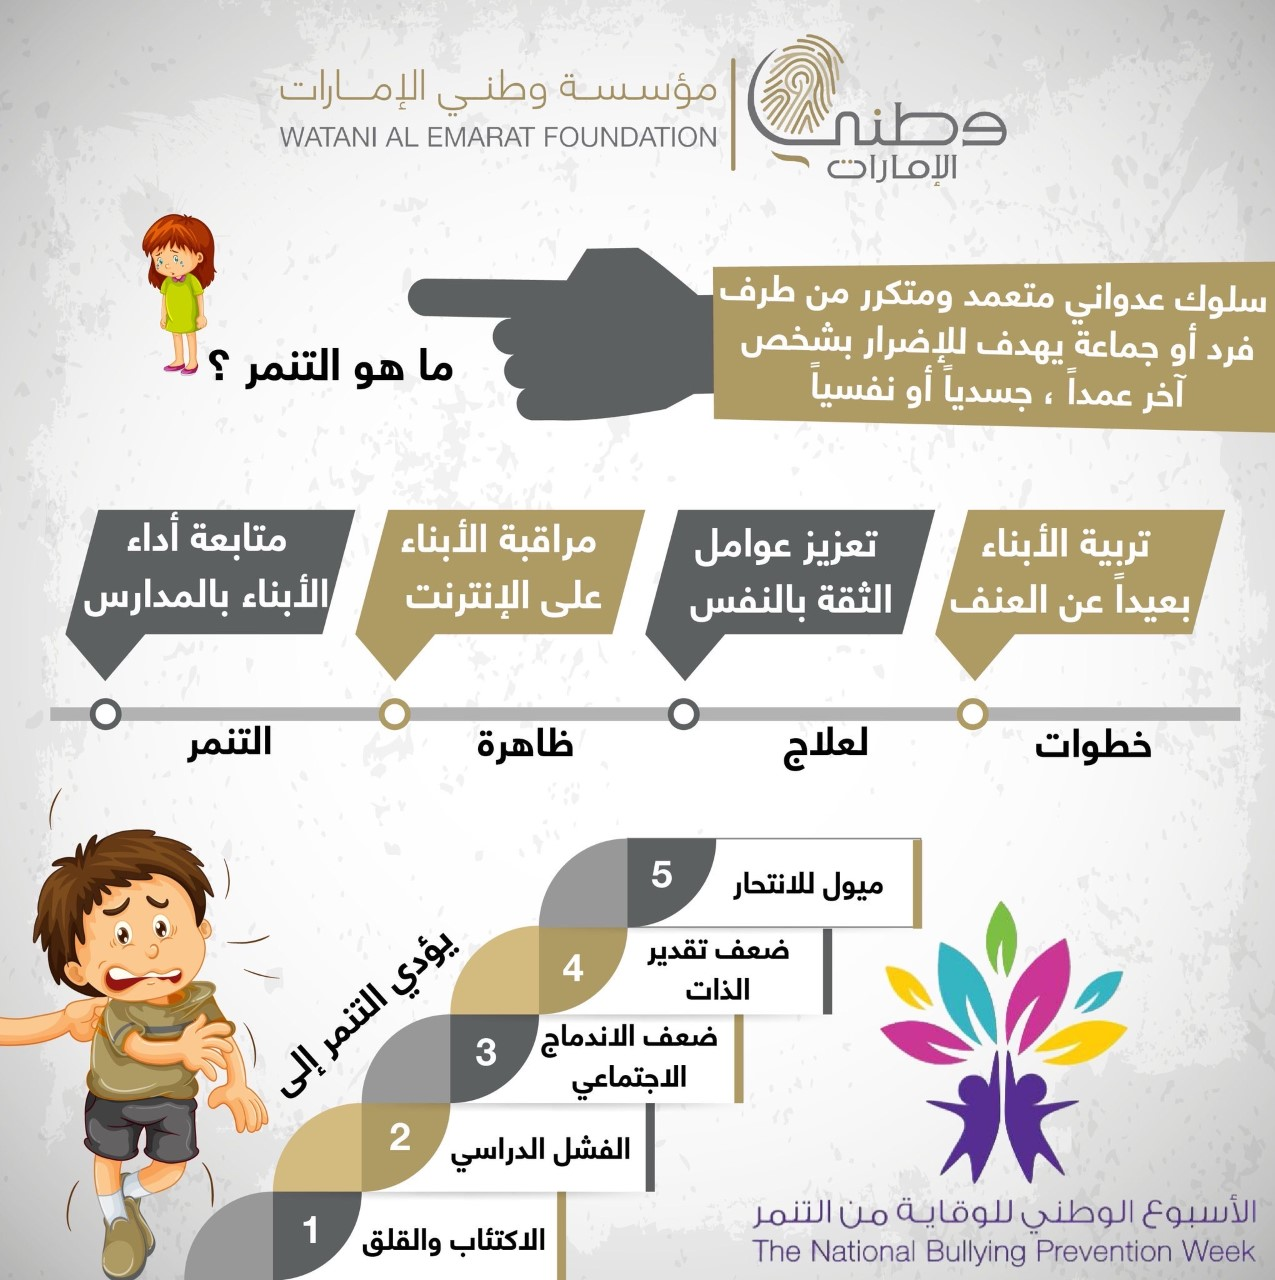 مؤسسة وطني الإمارات
WATANI AL EMARAT FOUNDATION
وطني
الإمارات
ما هو التنمر ؟
سلوك عدواني متعمد ومتكرر من طرف
فرد أو جماعة يهدف للإضرار بشخص
آخر عمداً ، جسدياً أو نفسياً
تربية الأبناء
بعيداً عن العنف
تعزيز عوامل
الثقة بالنفس
مراقبة الأبناء
على الإنترنت
متابعة أداء
الأبناء بالمدارس
خطوات لعلاج ظاهرة التنمر
يؤدي التنمر إلى
5 ميول للانتحار
4 ضعف تقدير
الذات
3 ضعف الاندماج
الاجتماعي
2 الفشل الدراسي
1 الاكتئاب والقلق
الأسبوع الوطني للوقاية من التنمر
The National Bullying Prevention Week